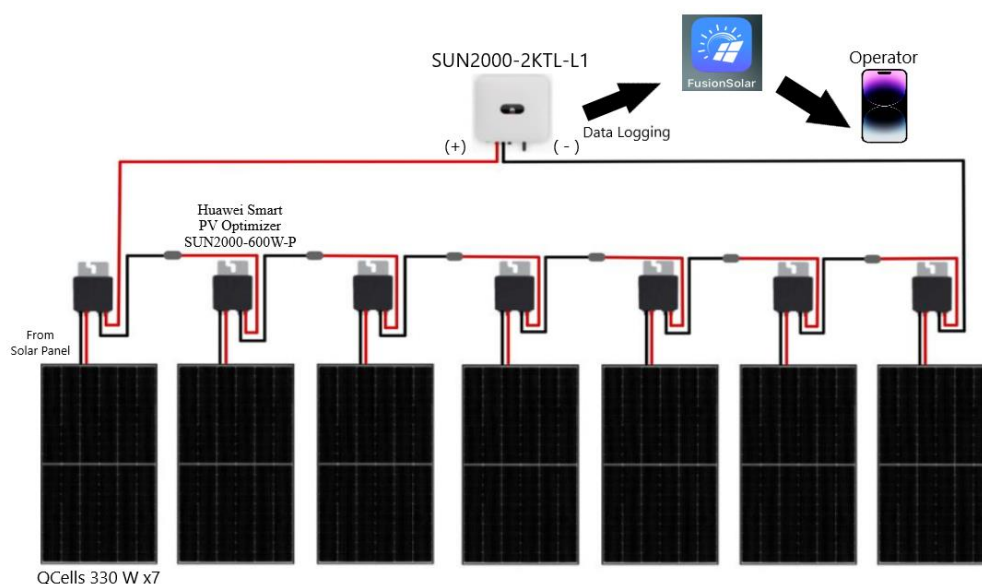 SUN2000-2KTL-L1
FusionSolar
Operator
Data Logging
(+)
( - )
Huawei Smart
PV Optimizer
SUN2000-600W-P
From
Solar Panel
QCells 330 W x7